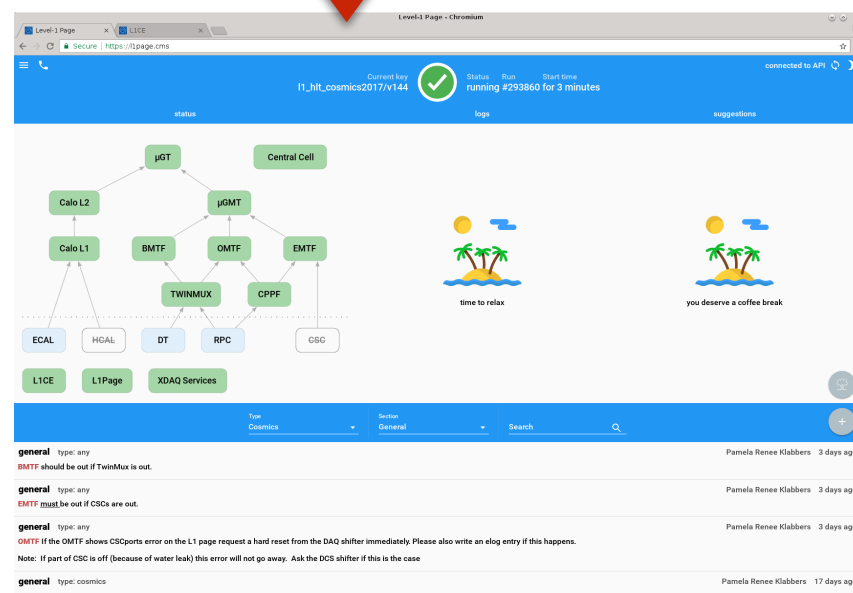 Level-1 Page - Chromium
Level-1 Page
L1CE
Secure | https://l1page.cms
Current key
l1_hlt_cosmics2017/v144
Status Run Start time
running #293860 for 3 minutes
connected to API
status logs suggestions
µGT
Central Cell
Calo L2
µGMT
Calo L1
BMTF
OMTF
EMTF
TWINMUX
CPPF
ECAL
HCAL
DT
RPC
CSC
L1CE
L1Page
XDAQ Services
time to relax
you deserve a coffee break
Type
Cosmics
Section
General
Search
general type: any Pamela Renee Klabbers 3 days ag
BMTF should be out if TwinMux is out.
general type: any Pamela Renee Klabbers 3 days ag
EMTF must be out if CSCs are out.
general type: any Pamela Renee Klabbers 3 days ag
OMTF If the OMTF shows CSCports error on the L1 page request a hard reset from the DAQ shifter immediately. Please also write an elog entry if this happens.
Note: If part of CSC is off (because of water leak) this error will not go away. Ask the DCS shifter if this is the case
general type: cosmics Pamela Renee Klabbers 17 days ag